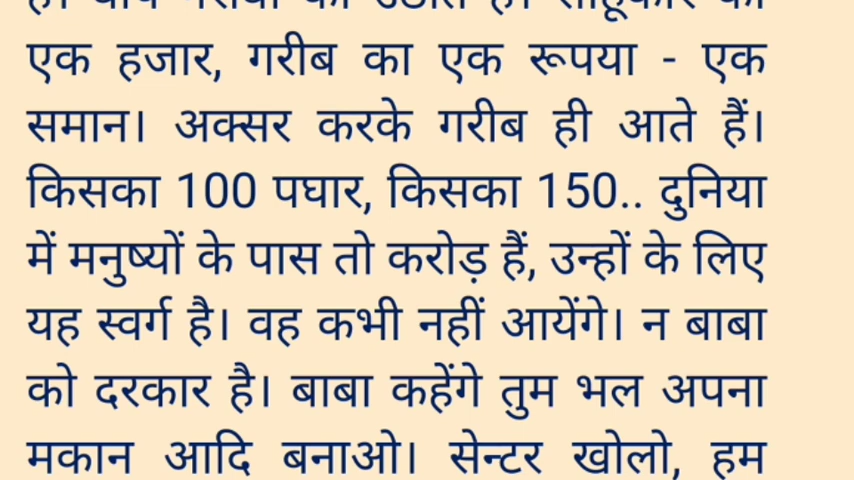 एक हजार, गरीब का एक रूपया - एक
समान। अक्सर करके गरीब ही आते हैं।
किसका 100 पघार, किसका 150.. दुनिया
में मनुष्यों के पास तो करोड़ हैं, उन्हों के लिए
यह स्वर्ग है। वह कभी नहीं आयेंगे। न बाबा
को दरकार है। बाबा कहेंगे तुम भल अपना
मकान आदि बनाओ। सेन्टर खोलो, हम